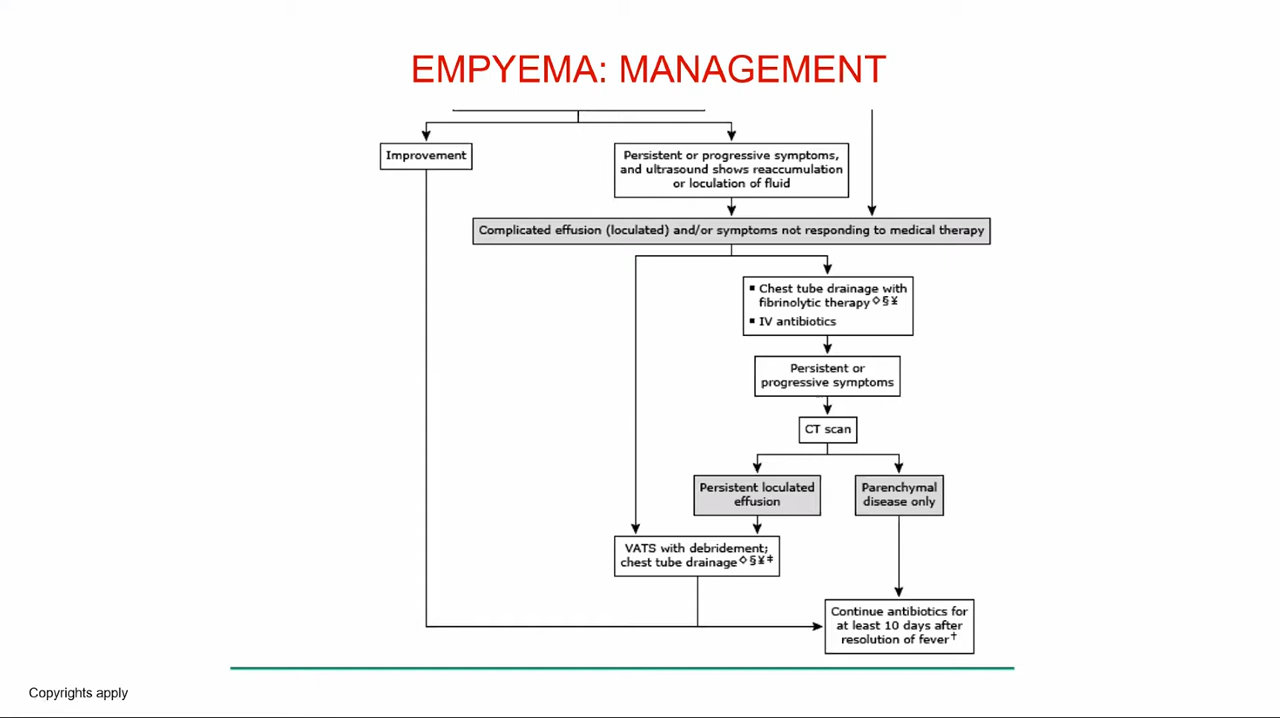 EMPYEMA: MANAGEMENT
Improvement
Persistent or progressive symptoms,
and ultrasound shows reaccumulation
or loculation of fluid
Complicated effusion (loculated) and/or symptoms not responding to medical therapy
▪ Chest tube drainage with
fibrinolytic therapy◇§¥
▪ IV antibiotics
Persistent or
progressive symptoms
CT scan
Persistent loculated
effusion
Parenchymal
disease only
VATS with debridement;
chest tube drainage◇§¥‡
Continue antibiotics for
at least 10 days after
resolution of fever†
Copyrights apply